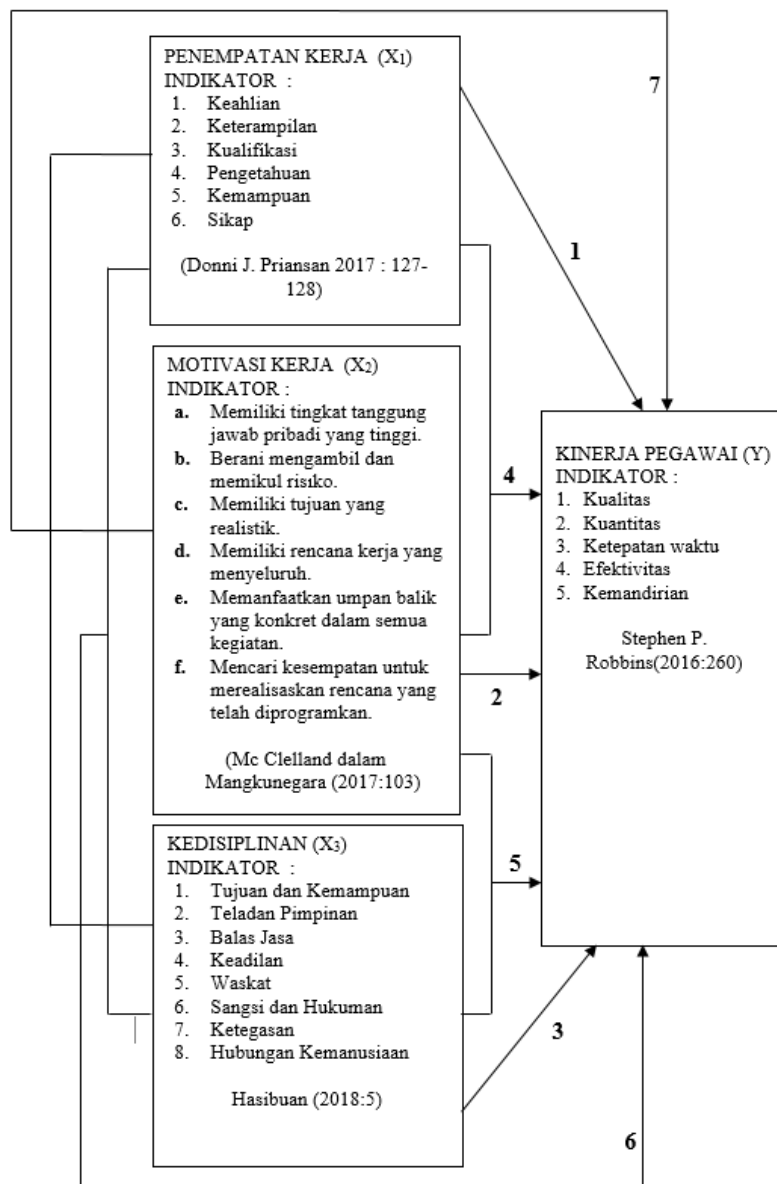 PENEMPATAN KERJA (X1)
INDIKATOR :
1. Keahlian
2. Keterampilan
3. Kualifikasi
4. Pengetahuan
5. Kemampuan
6. Sikap
(Donni J. Priansan 2017 : 127-
128)
MOTIVASI KERJA (X2)
INDIKATOR :
a. Memiliki tingkat tanggung
jawab pribadi yang tinggi.
b. Berani mengambil dan
memikul risiko.
c. Memiliki tujuan yang
realistik.
d. Memiliki rencana kerja yang
menyeluruh.
e. Memanfaatkan umpan balik
yang konkret dalam semua
kegiatan.
f. Mencari kesempatan untuk
merealisaskan rencana yang
telah diprogramkan.
(Mc Clelland dalam
Mangkunegara (2017:103)
KEDISIPLINAN (X3)
INDIKATOR :
1. Tujuan dan Kemampuan
2. Teladan Pimpinan
3. Balas Jasa
4. Keadilan
5. Waskat
6. Sangsi dan Hukuman
7. Ketegasan
8. Hubungan Kemanusiaan
Hasibuan (2018:5)
7
1
4
2
5
3
6
KINERJA PEGAWAI (Y)
INDIKATOR :
1. Kualitas
2. Kuantitas
3. Ketepatan waktu
4. Efektivitas
5. Kemandirian
Stephen P.
Robbins(2016:260)